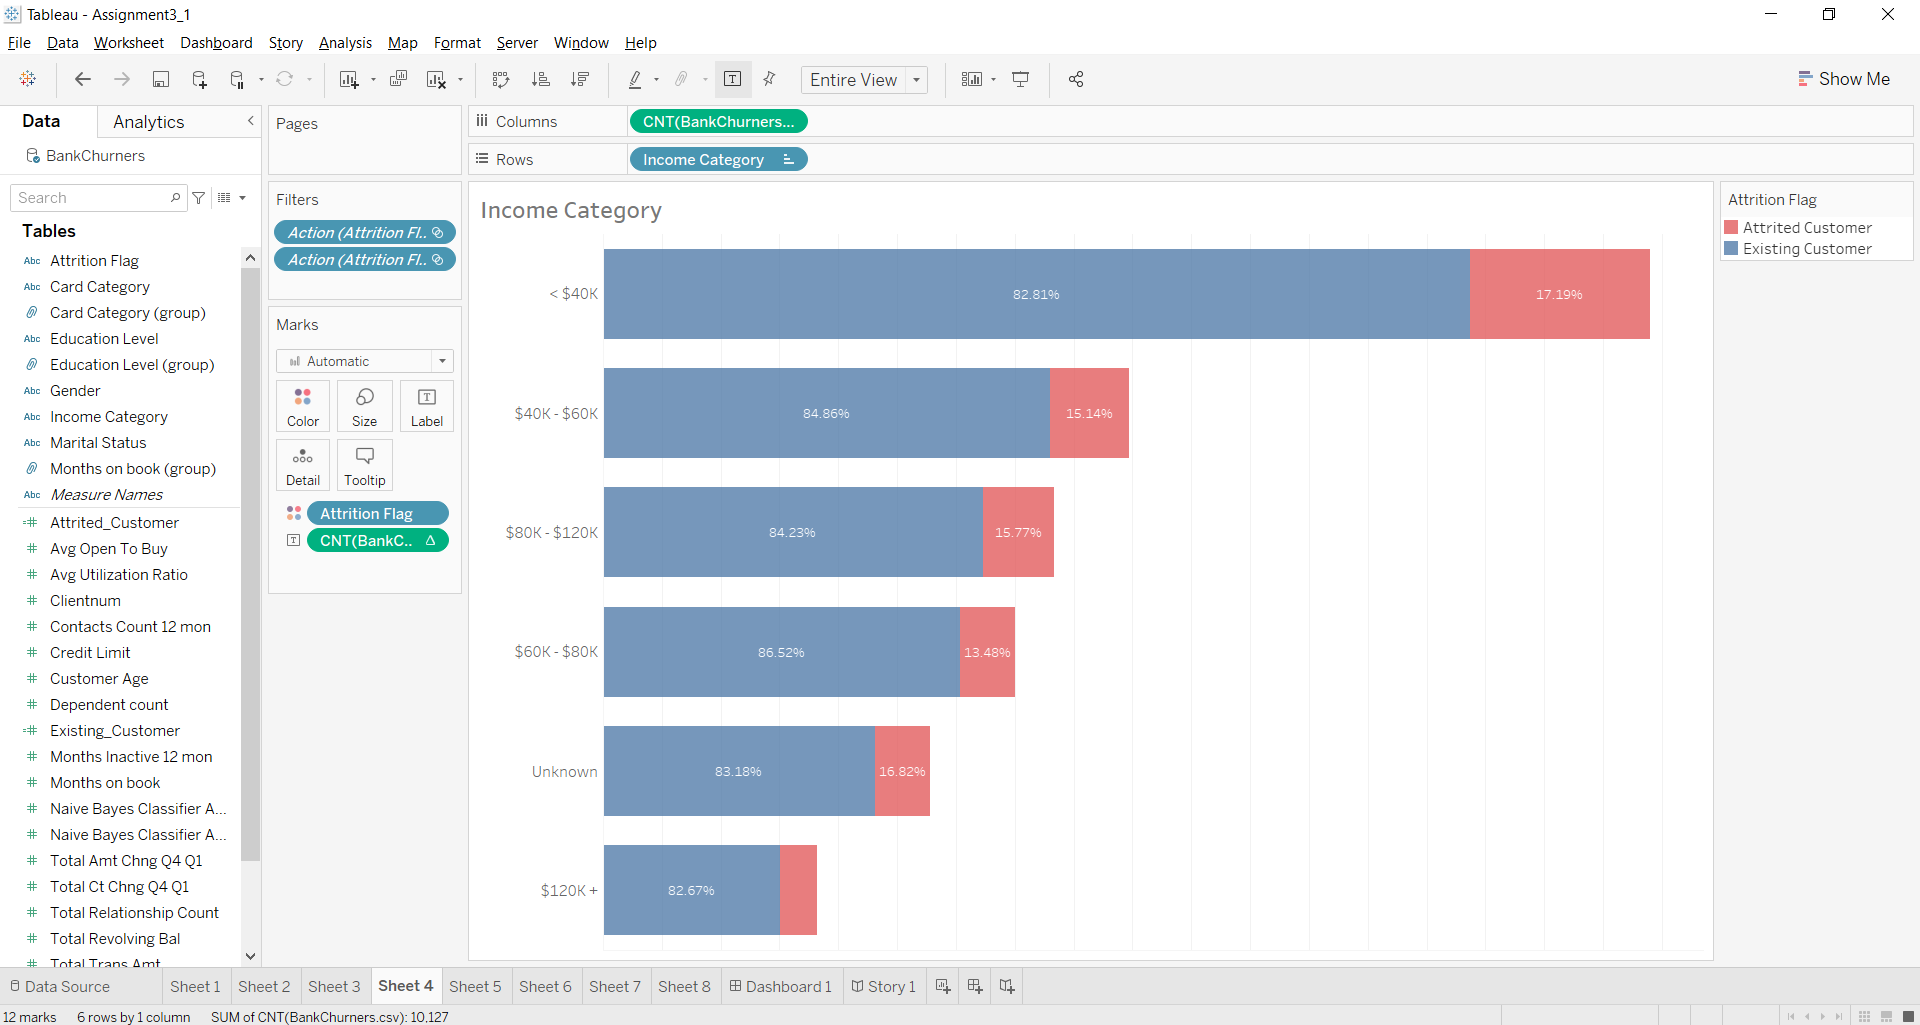 Tableau - Assignment3_1
File Data Worksheet Dashboard Story Analysis Map Format Server Window Help
Entire View
Show Me
Data Analytics
BankChurners
Search
Tables
Abc Attrition Flag
Abc Card Category
Card Category (group)
Abc Education Level
Education Level (group)
Abc Gender
Abc Income Category
Abc Marital Status
Months on book (group)
Abc Measure Names
=# Attrited_Customer
# Avg Open To Buy
# Avg Utilization Ratio
# Clientnum
# Contacts Count 12 mon
# Credit Limit
# Customer Age
# Dependent count
=# Existing_Customer
# Months Inactive 12 mon
# Months on book
# Naive Bayes Classifier A...
# Naive Bayes Classifier A...
# Total Amt Chng Q4 Q1
# Total Ct Chng Q4 Q1
# Total Relationship Count
# Total Revolving Bal
Total Trans Amt
Pages
Filters
Action (Attrition Fl..
Action (Attrition Fl..
Marks
Automatic
Color Size Label
Detail Tooltip
Attrition Flag
CNT(BankC.. Δ
Columns CNT(BankChurners...
Rows Income Category
Income Category
< $40K 82.81% 17.19%
$40K - $60K 84.86% 15.14%
$80K - $120K 84.23% 15.77%
$60K - $80K 86.52% 13.48%
Unknown 83.18% 16.82%
$120K + 82.67%
Attrition Flag
Attrited Customer
Existing Customer
Data Source Sheet 1 Sheet 2 Sheet 3 Sheet 4 Sheet 5 Sheet 6 Sheet 7 Sheet 8 Dashboard 1 Story 1
12 marks 6 rows by 1 column SUM of CNT(BankChurners.csv): 10,127